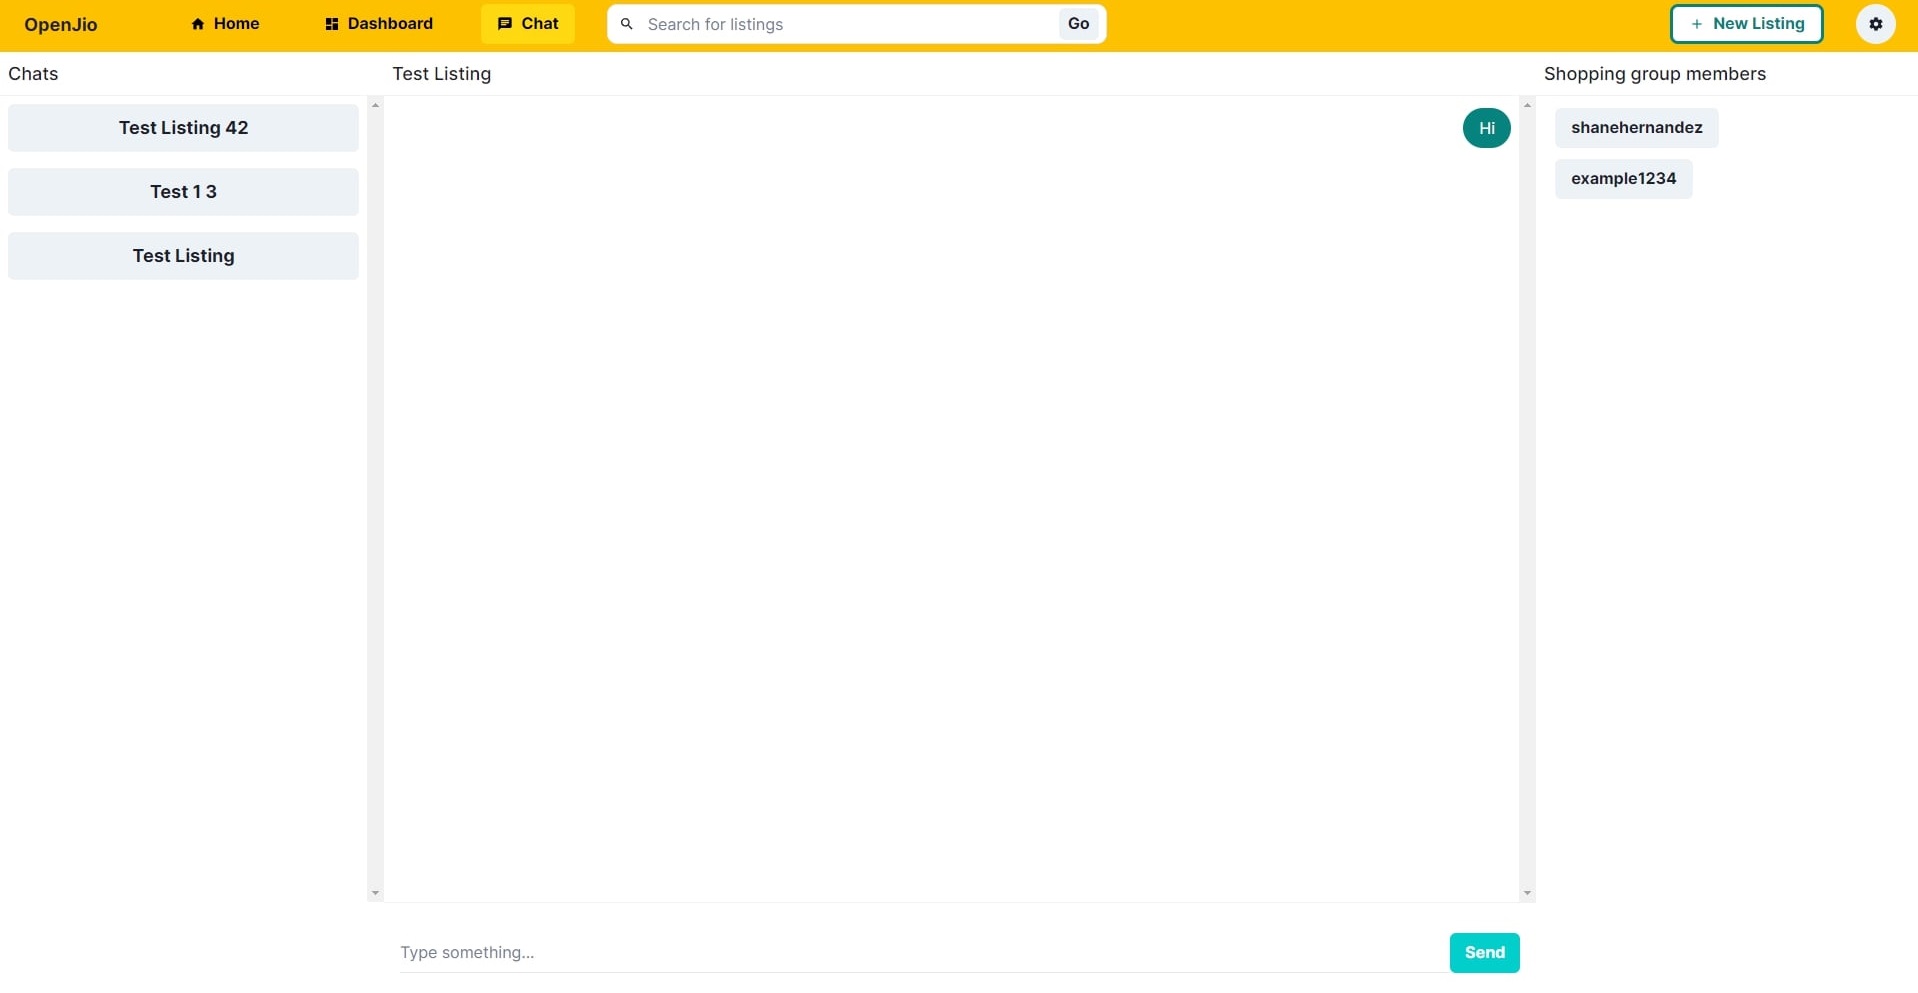 OpenJio
Home
Dashboard
Chat
Search for listings
Go
+ New Listing
Chats
Test Listing 42
Test 1 3
Test Listing
Test Listing
Hi
Type something...
Send
Shopping group members
shanehernandez
example1234